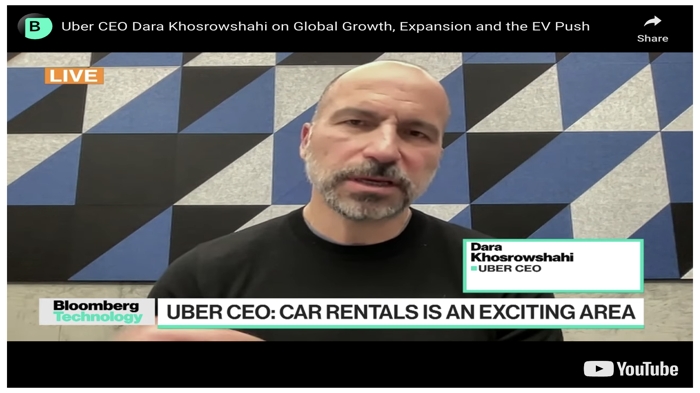 B
Uber CEO Dara Khosrowshahi on Global Growth, Expansion and the EV Push
Share
LIVE
Dara
Khosrowshahi
UBER CEO
Bloomberg
Technology
UBER CEO: CAR RENTALS IS AN EXCITING AREA
YouTube